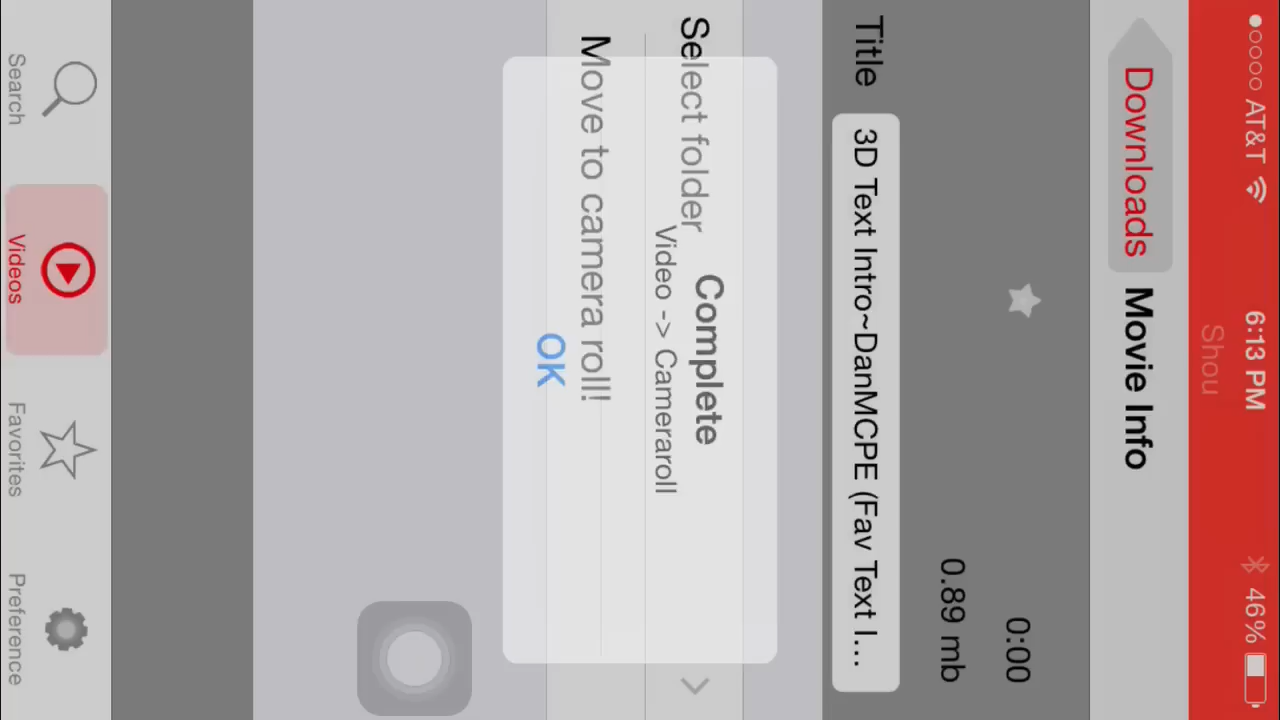 AT&T 6:13 PM 46%
Shou
Downloads Movie Info
0:00
0.89 mb
Title 3D Text Intro~DanMCPE (Fav Text I...
Select folder
Move to camera roll!
Complete
Video -> Cameraroll
OK
Search Videos Favorites Preference